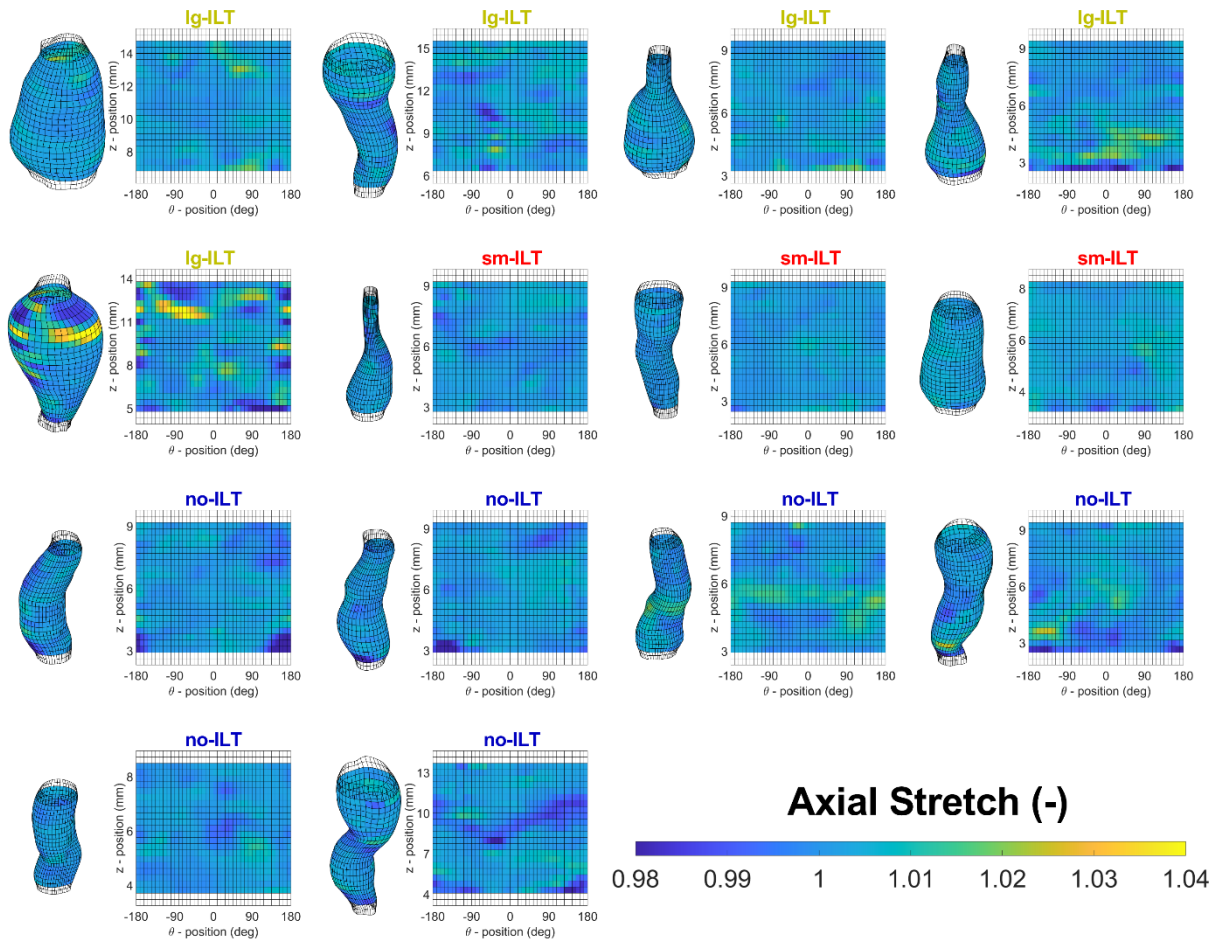 lg-ILT
z - position (mm)
14
12
10
8
-180 -90 0 90 180
θ - position (deg)
lg-ILT
z - position (mm)
15
12
9
6
-180 -90 0 90 180
θ - position (deg)
lg-ILT
z - position (mm)
9
6
3
-180 -90 0 90 180
θ - position (deg)
lg-ILT
z - position (mm)
9
6
3
-180 -90 0 90 180
θ - position (deg)
lg-ILT
z - position (mm)
14
11
8
5
-180 -90 0 90 180
θ - position (deg)
sm-ILT
z - position (mm)
9
6
3
-180 -90 0 90 180
θ - position (deg)
sm-ILT
z - position (mm)
9
6
3
-180 -90 0 90 180
θ - position (deg)
sm-ILT
z - position (mm)
8
6
4
-180 -90 0 90 180
θ - position (deg)
no-ILT
z - position (mm)
9
6
3
-180 -90 0 90 180
θ - position (deg)
no-ILT
z - position (mm)
9
6
3
-180 -90 0 90 180
θ - position (deg)
no-ILT
z - position (mm)
9
6
3
-180 -90 0 90 180
θ - position (deg)
no-ILT
z - position (mm)
9
6
3
-180 -90 0 90 180
θ - position (deg)
no-ILT
z - position (mm)
8
6
4
-180 -90 0 90 180
θ - position (deg)
no-ILT
z - position (mm)
13
10
7
4
-180 -90 0 90 180
θ - position (deg)
Axial Stretch (-)
0.98 0.99 1 1.01 1.02 1.03 1.04